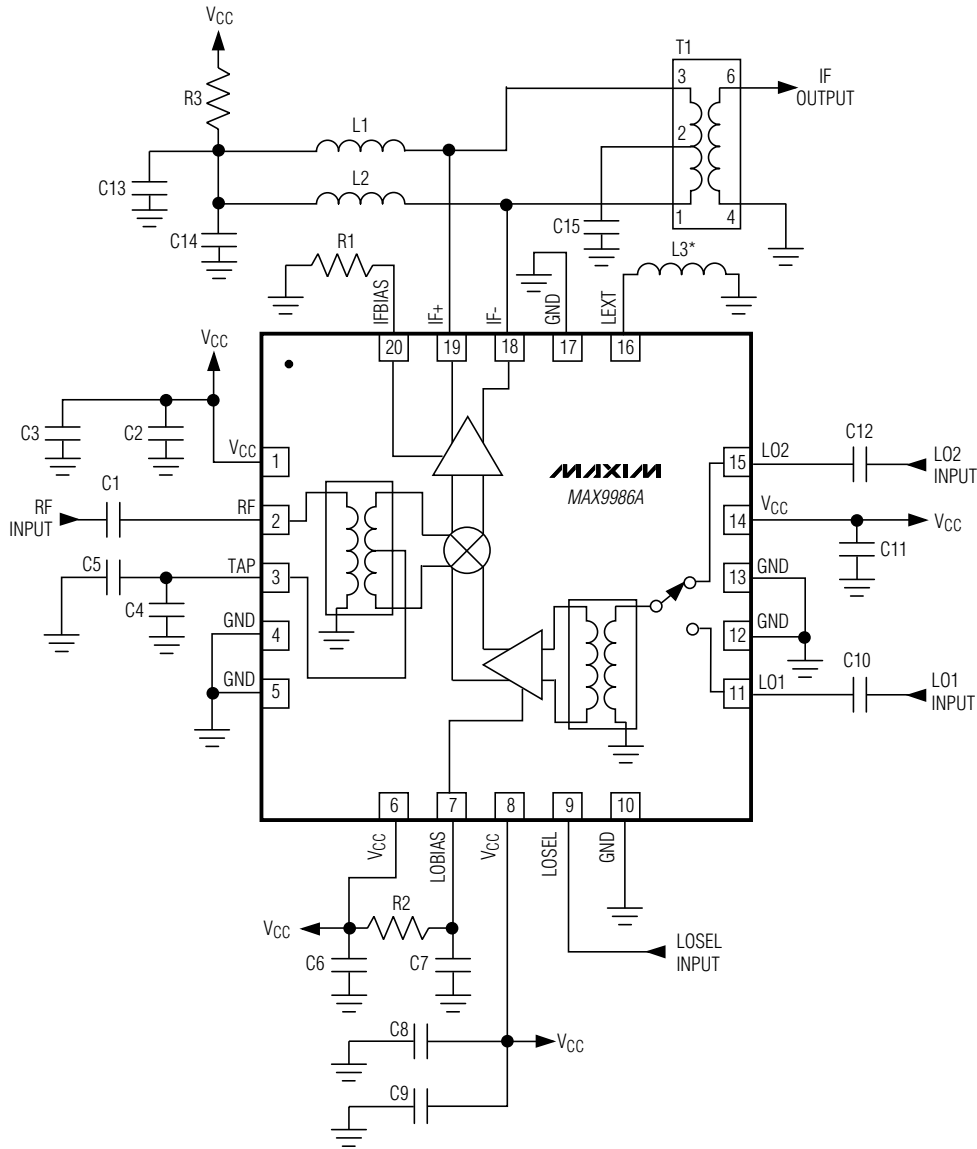 VCC
R3
C13
C14
L1
L2
T1
3
6
2
1
4
IF
OUTPUT
C15
R1
L3*
IFBIAS
IF+
IF-
GND
LEXT
20
19
18
17
16
VCC
C3
C2
VCC
1
C1
RF
INPUT
RF
2
C5
TAP
3
C4
GND
4
GND
5
MAXIM
MAX9986A
15
LO2
C12
LO2
INPUT
14
VCC
VCC
C11
13
GND
12
GND
11
LO1
C10
LO1
INPUT
6
7
8
9
10
VCC
LOBIAS
VCC
LOSEL
GND
VCC
R2
C6
C7
LOSEL
INPUT
C8
VCC
C9